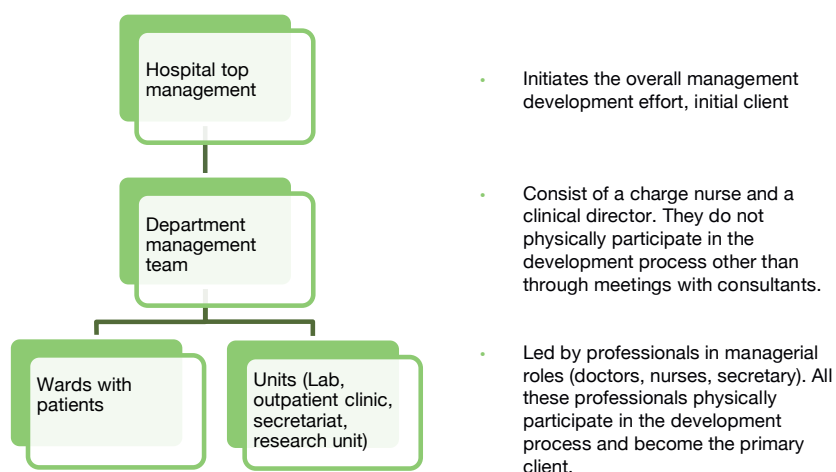 Hospital top
management
• Initiates the overall management
development effort, initial client
Department
management
team
• Consist of a charge nurse and a
clinical director. They do not
physically participate in the
development process other than
through meetings with consultants.
Wards with
patients
Units (Lab,
outpatient clinic,
secretariat,
research unit)
• Led by professionals in managerial
roles (doctors, nurses, secretary). All
these professionals physically
participate in the development
process and become the primary
client.